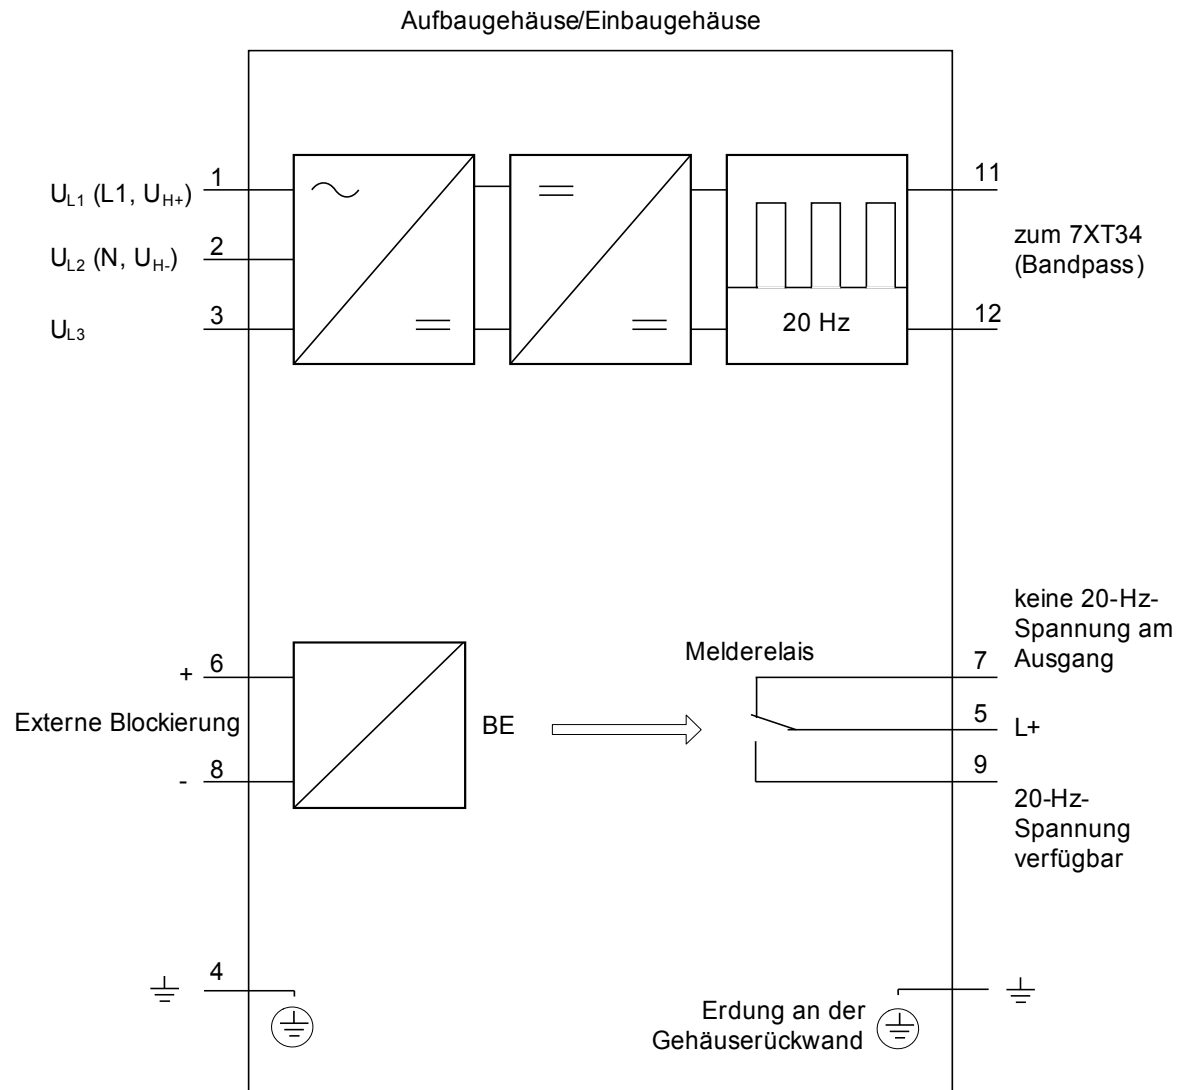 Aufbaugehäuse/Einbaugehäuse
U_L1 (L1, U_H+)
1
U_L2 (N, U_H-)
2
U_L3
3
20 Hz
11
zum 7XT34
(Bandpass)
12
+
6
Externe Blockierung
-
8
BE
Melderelais
keine 20-Hz-
Spannung am
Ausgang
7
5
L+
9
20-Hz-
Spannung
verfügbar
4
Erdung an der
Gehäuserückwand